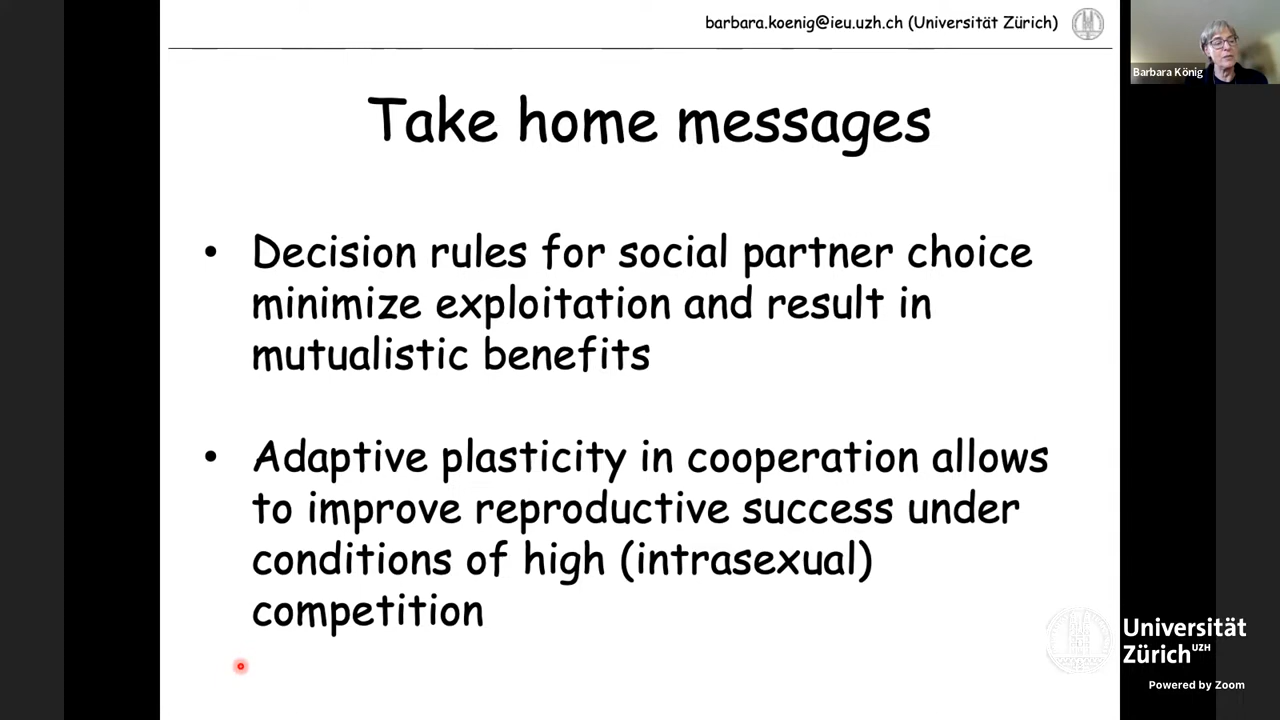 barbara.koenig@ieu.uzh.ch (Universität Zürich)
Barbara König
Take home messages
• Decision rules for social partner choice
minimize exploitation and result in
mutualistic benefits
• Adaptive plasticity in cooperation allows
to improve reproductive success under
conditions of high (intrasexual)
competition
Universität
Zürich UZH
Powered by Zoom